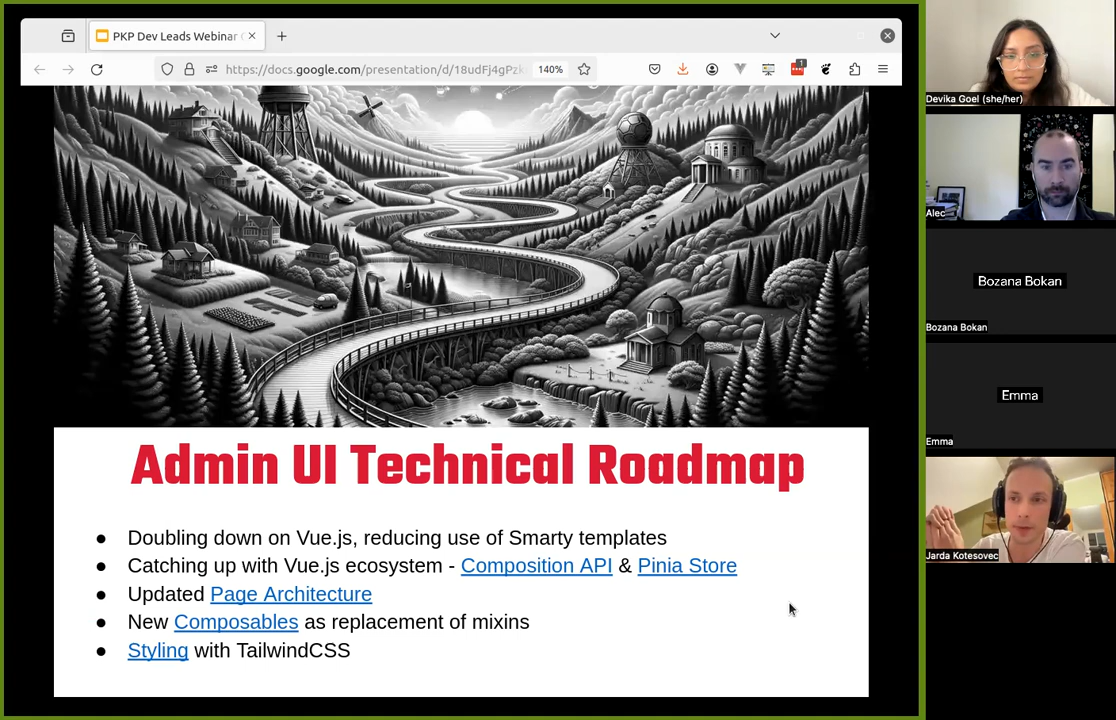 PKP Dev Leads Webinar
https://docs.google.com/presentation/d/18udFj4gPzk
140%
1
Admin UI Technical Roadmap
● Doubling down on Vue.js, reducing use of Smarty templates
● Catching up with Vue.js ecosystem - Composition API & Pinia Store
● Updated Page Architecture
● New Composables as replacement of mixins
● Styling with TailwindCSS
Devika Goel (she/her)
Alec
Bozana Bokan
Bozana Bokan
Emma
Emma
Jarda Kotesovec